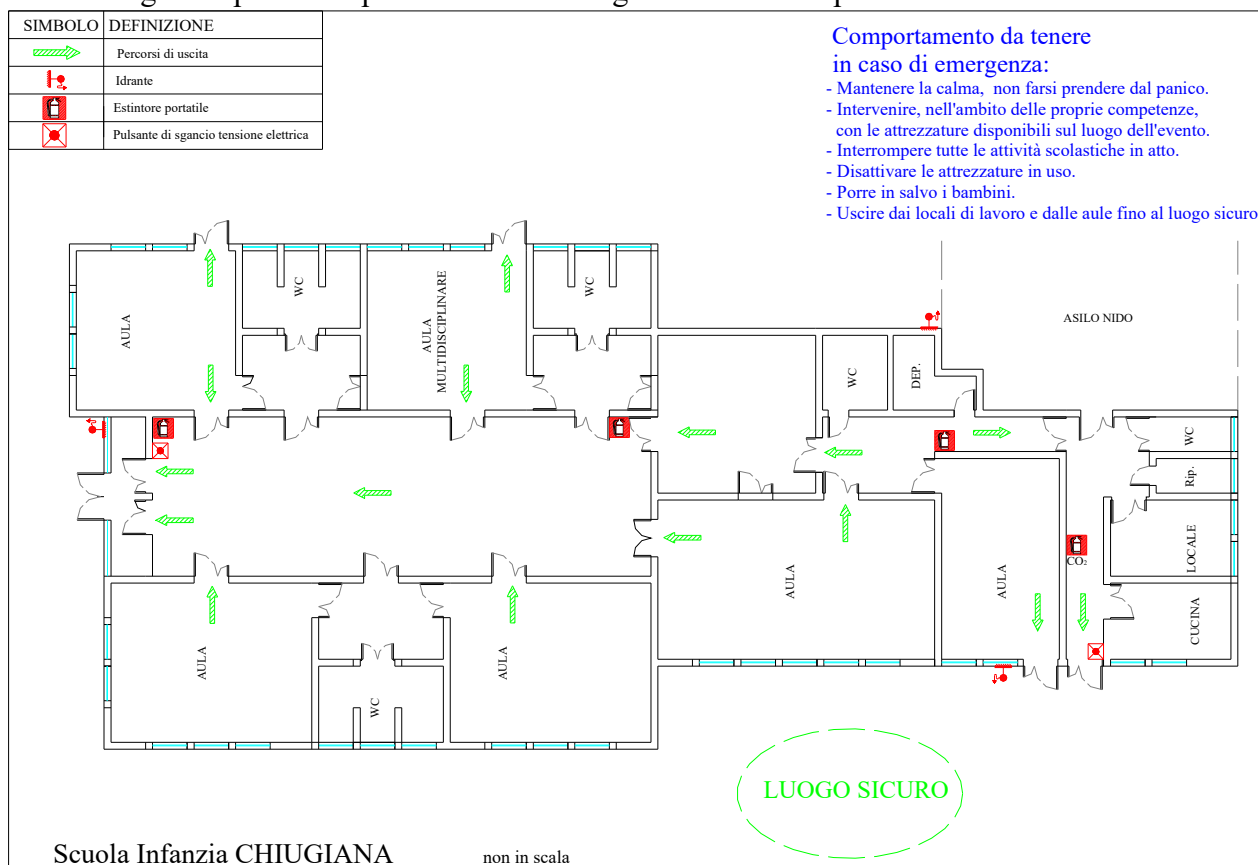 SIMBOLO DEFINIZIONE
Percorsi di uscita
Idrante
Estintore portatile
Pulsante di sgancio tensione elettrica
Comportamento da tenere
in caso di emergenza:
- Mantenere la calma, non farsi prendere dal panico.
- Intervenire, nell'ambito delle proprie competenze,
con le attrezzature disponibili sul luogo dell'evento.
- Interrompere tutte le attività scolastiche in atto.
- Disattivare le attrezzature in uso.
- Porre in salvo i bambini.
- Uscire dai locali di lavoro e dalle aule fino al luogo sicuro
AULA
WC
AULA
MULTIDISCIPLINARE
WC
ASILO NIDO
WC
DEP.
WC
Rip.
LOCALE
CO₂
CUCINA
AULA
AULA
AULA
WC
AULA
LUOGO SICURO
Scuola Infanzia CHIUGIANA
non in scala